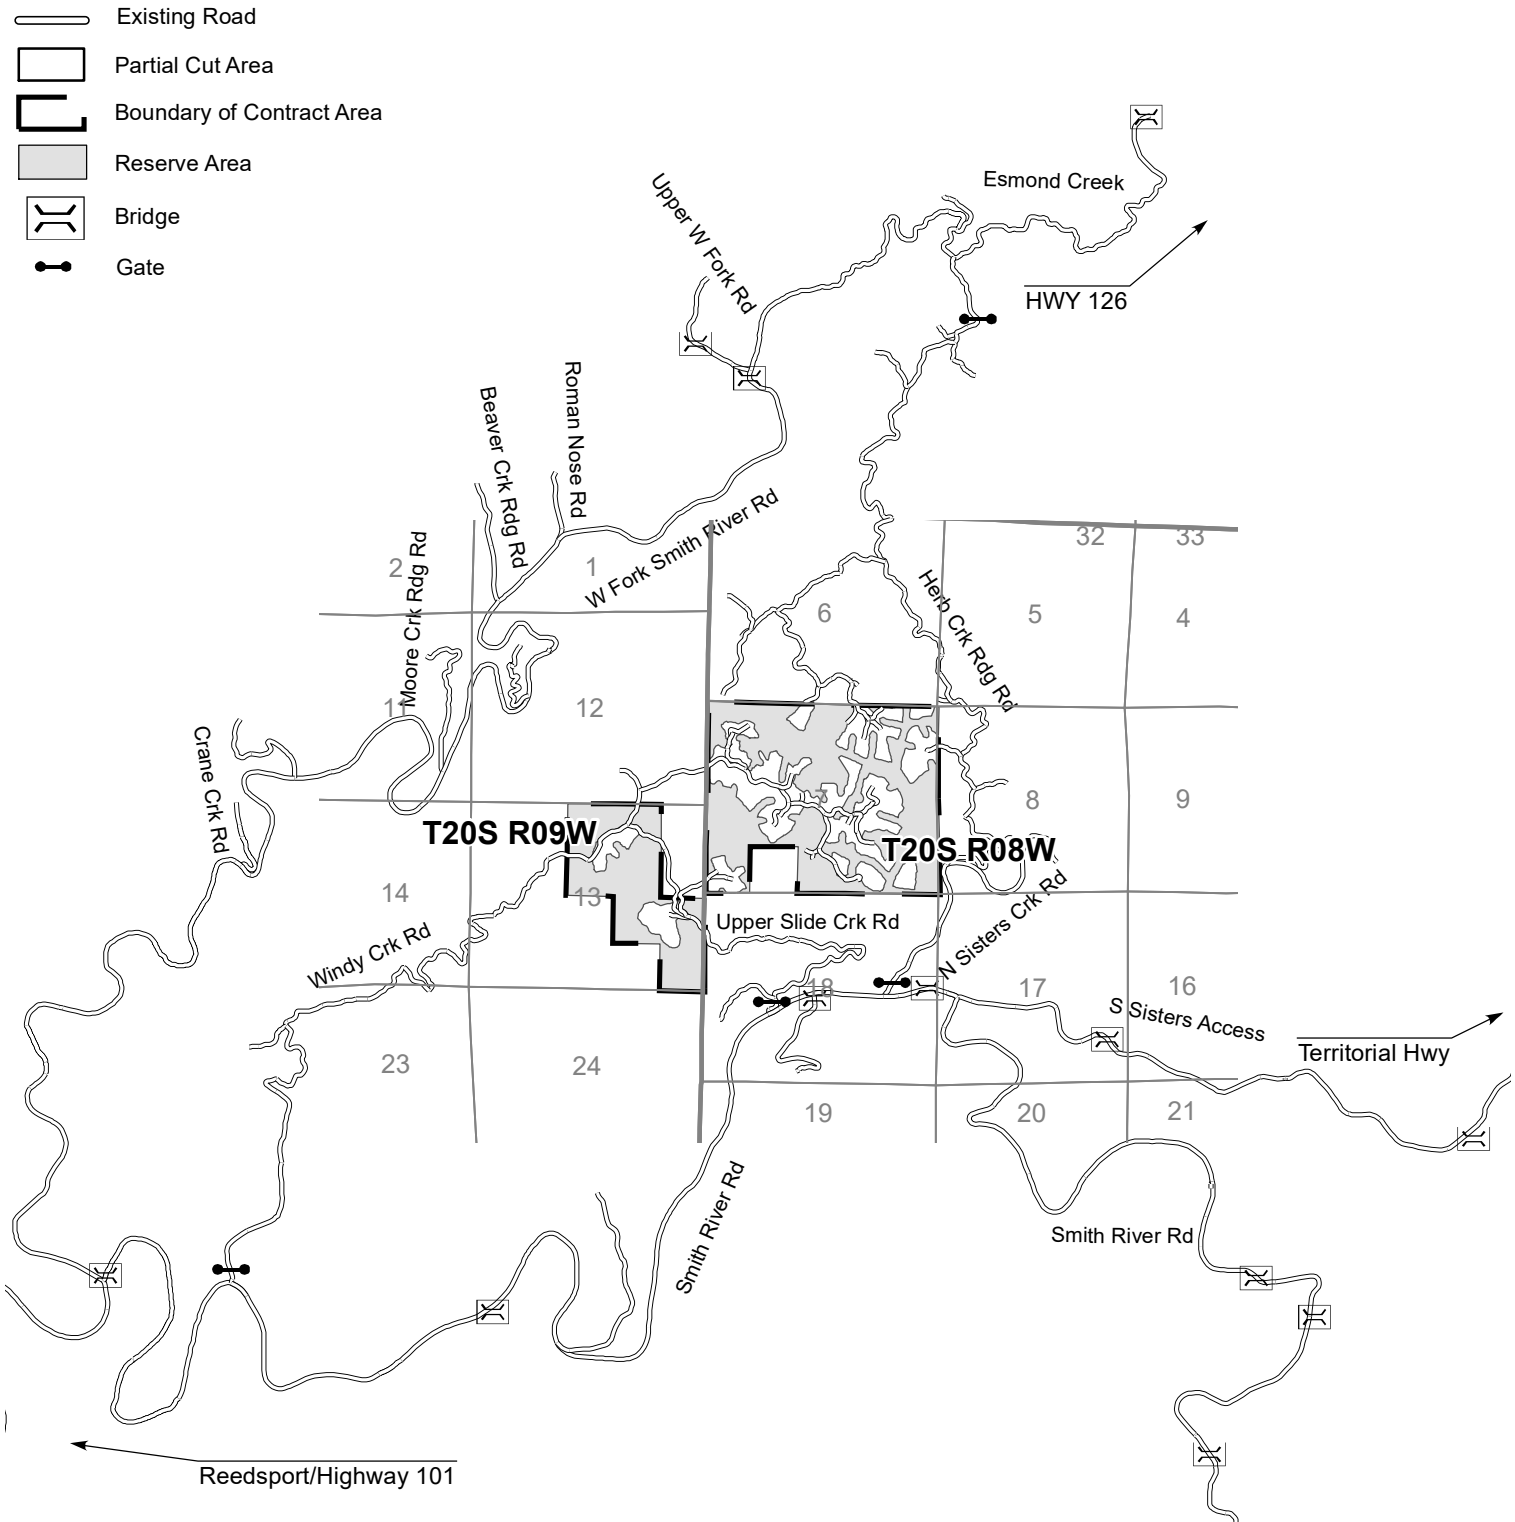 Existing Road
Partial Cut Area
Boundary of Contract Area
Reserve Area
Bridge
Gate
Esmond Creek
HWY 126
Upper W Fork Rd
Roman Nose Rd
Beaver Crk Rdg Rd
W Fork Smith River Rd
Moore Crk Rdg Rd
Herb Crk Rdg Rd
Crane Crk Rd
2
1
6
5
32
33
4
11
12
7
8
9
T20S R09W
T20S R08W
14
13
Upper Slide Crk Rd
N Sisters Crk Rd
Windy Crk Rd
18
17
16
S Sisters Access
Territorial Hwy
23
24
19
20
21
Smith River Rd
Smith River Rd
Reedsport/Highway 101